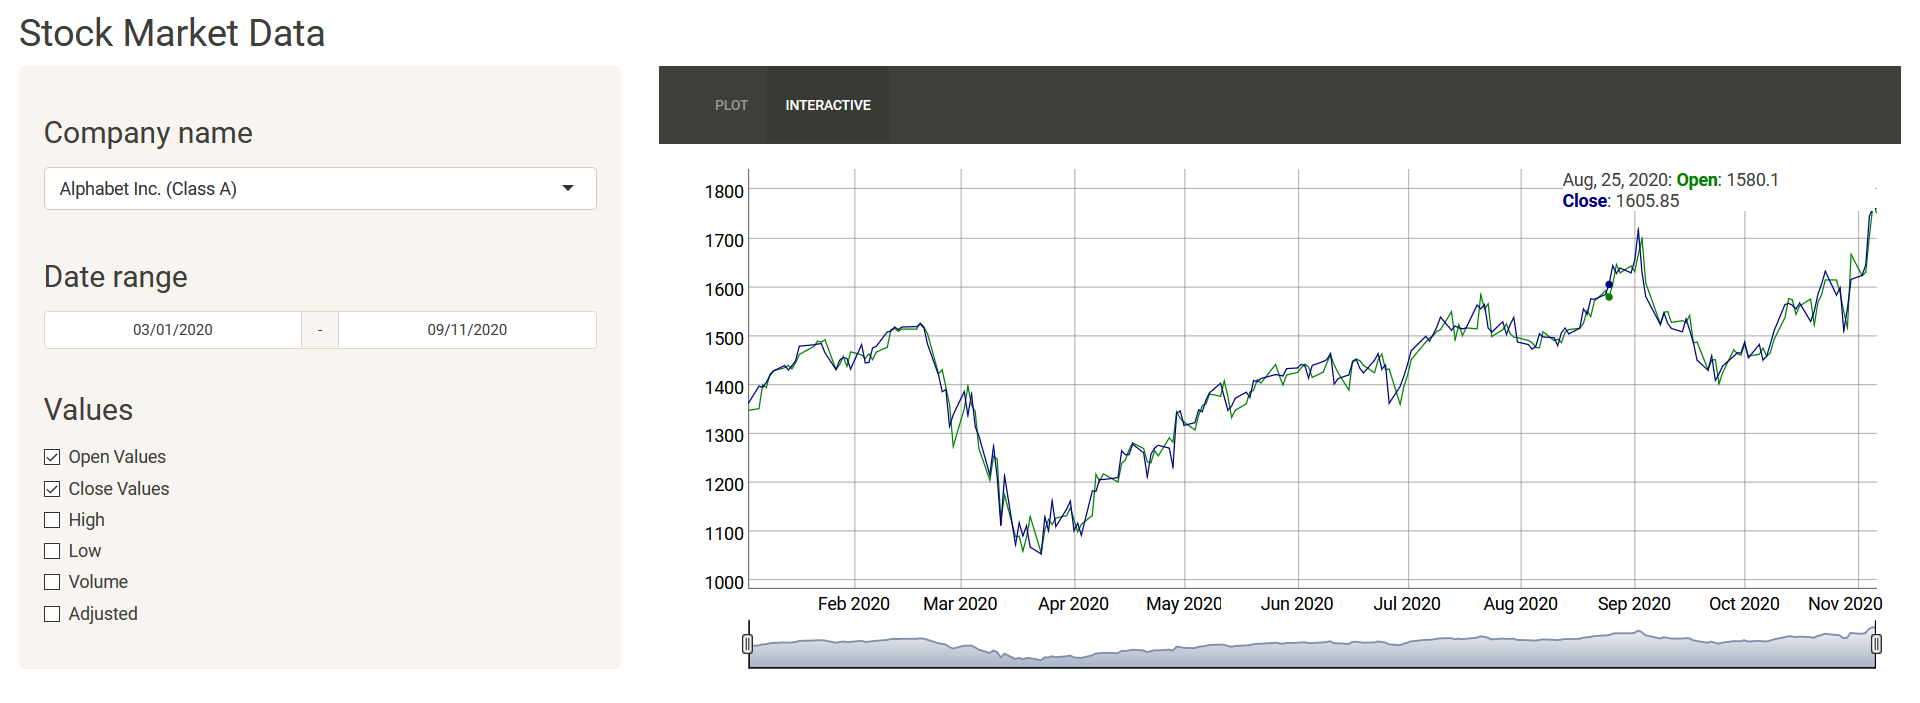 Stock Market Data
Company name
Alphabet Inc. (Class A)
Date range
03/01/2020 - 09/11/2020
Values
Open Values
Close Values
High
Low
Volume
Adjusted
PLOT INTERACTIVE
Aug, 25, 2020: Open: 1580.1
Close: 1605.85
1800
1700
1600
1500
1400
1300
1200
1100
1000
Feb 2020 Mar 2020 Apr 2020 May 2020 Jun 2020 Jul 2020 Aug 2020 Sep 2020 Oct 2020 Nov 2020